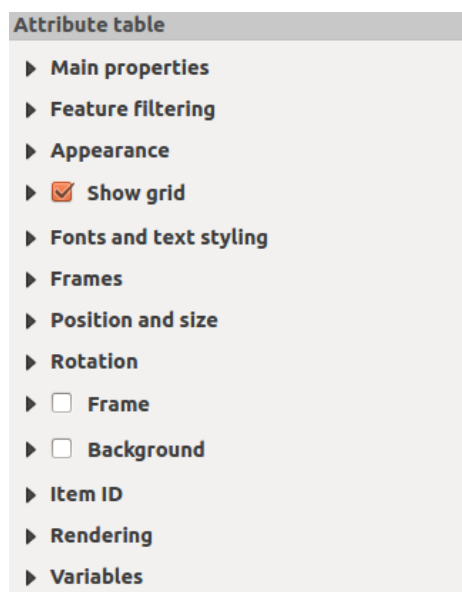 Attribute table
Main properties
Feature filtering
Appearance
Show grid
Fonts and text styling
Frames
Position and size
Rotation
Frame
Background
Item ID
Rendering
Variables